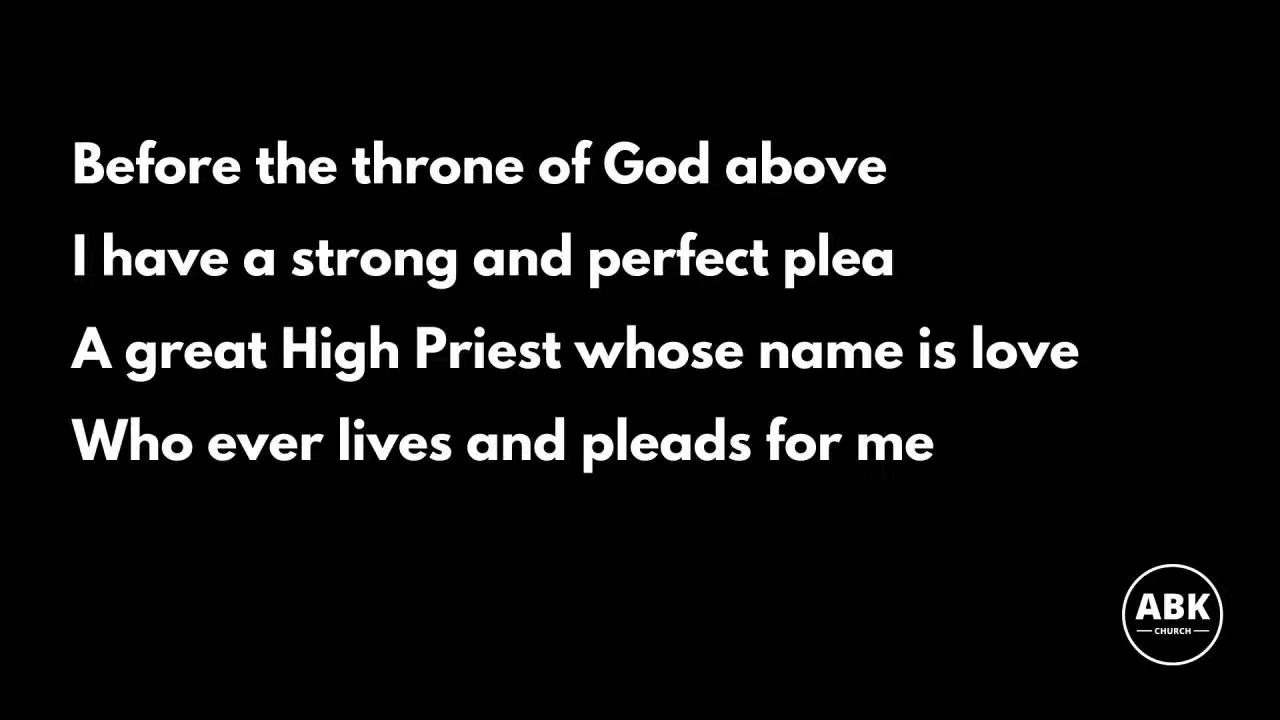 Before the throne of God above
I have a strong and perfect plea
A great High Priest whose name is love
Who ever lives and pleads for me
ABK
CHURCH